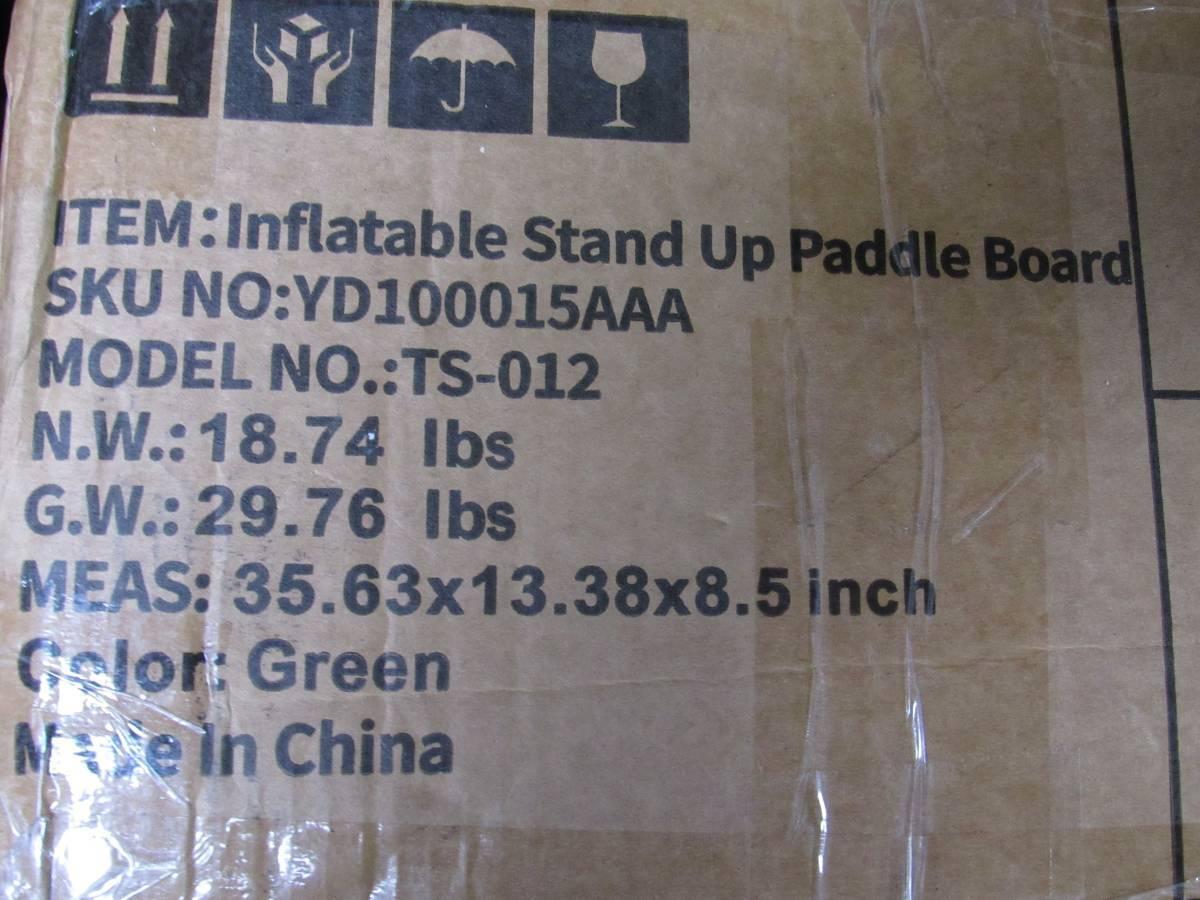 ITEM:Inflatable Stand Up Paddle Board
SKU NO:YD100015AAA
MODEL NO.:TS-012
N.W.:18.74 lbs
G.W.:29.76 lbs
MEAS: 35.63x13.38x8.5 inch
Color: Green
Made In China